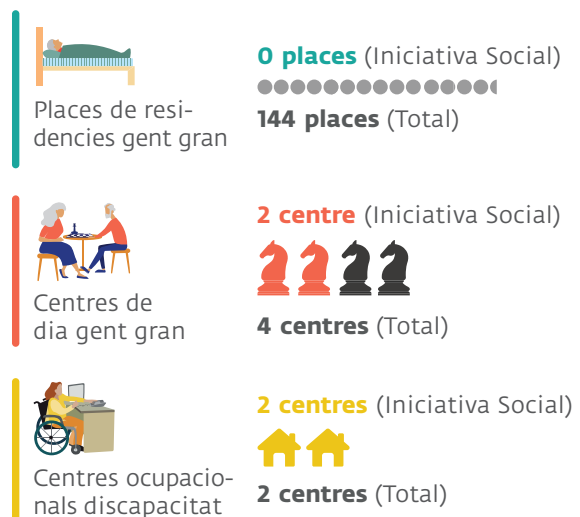 Places de resi-
dencies gent gran
0 places (Iniciativa Social)
144 places (Total)
Centres de
dia gent gran
2 centre (Iniciativa Social)
4 centres (Total)
Centres ocupacio-
nals discapacitat
2 centres (Iniciativa Social)
2 centres (Total)